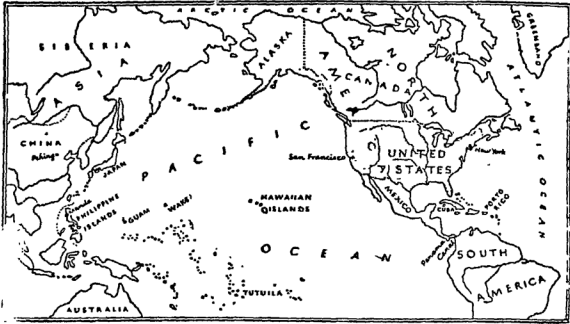 ARCTIC OCEAN
GREENLAND
SIBERIA
ASIA
ALASKA
NORTH
AMERICA
CANADA
ATLANTIC OCEAN
CHINA
Peking
JAPAN
PACIFIC
San Francisco
UNITED
STATES
New York
MEXICO
CUBA
PORTO
RICO
PHILIPPINE
ISLANDS
GUAM
WAKE
HAWAIIAN
ISLANDS
OCEAN
Panama
Canal
SOUTH
AMERICA
TUTUILA
AUSTRALIA